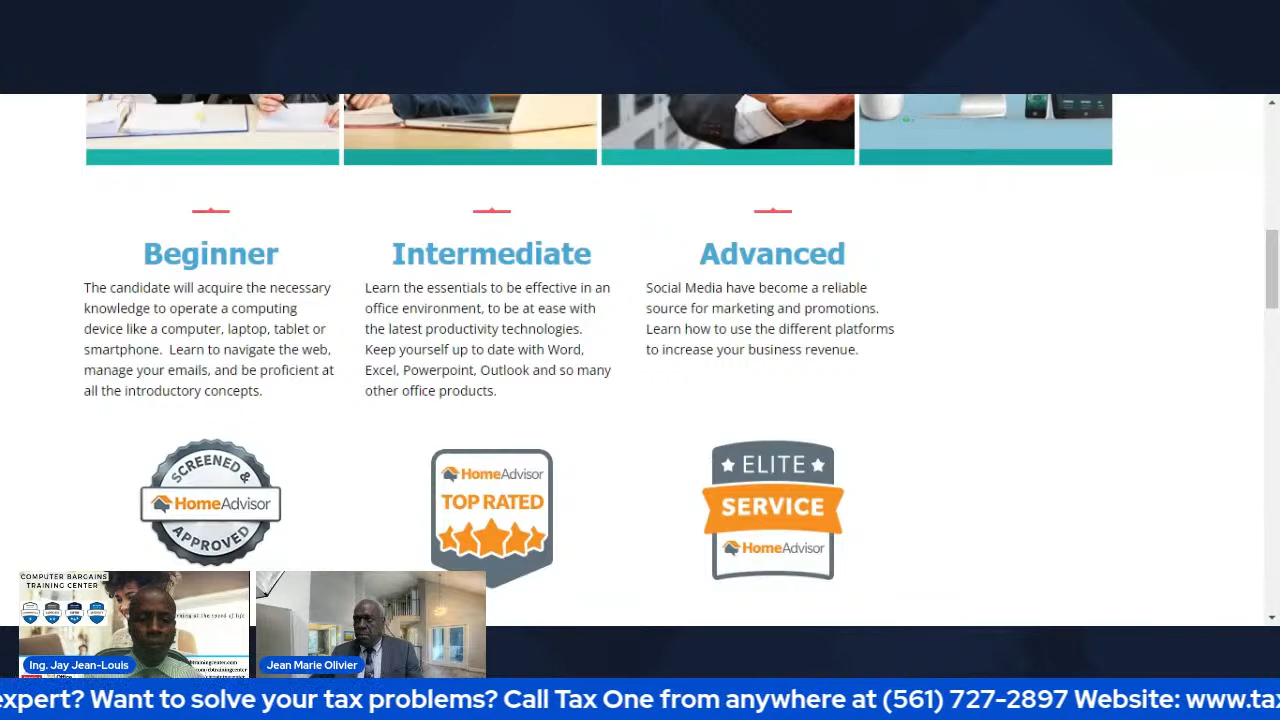 Beginner
The candidate will acquire the necessary
knowledge to operate a computing
device like a computer, laptop, tablet or
smartphone. Learn to navigate the web,
manage your emails, and be proficient at
all the introductory concepts.
Intermediate
Learn the essentials to be effective in an
office environment, to be at ease with
the latest productivity technologies.
Keep yourself up to date with Word,
Excel, Powerpoint, Outlook and so many
other office products.
Advanced
Social Media have become a reliable
source for marketing and promotions.
Learn how to use the different platforms
to increase your business revenue.
SCREENED &
HomeAdvisor
APPROVED
HomeAdvisor
TOP RATED
ELITE
SERVICE
HomeAdvisor
COMPUTER BARGAINS
TRAINING CENTER
at the speed of life
Ing. Jay Jean-Louis
Jean Marie Olivier
expert? Want to solve your tax problems? Call Tax One from anywhere at (561) 727-2897 Website: www.tax